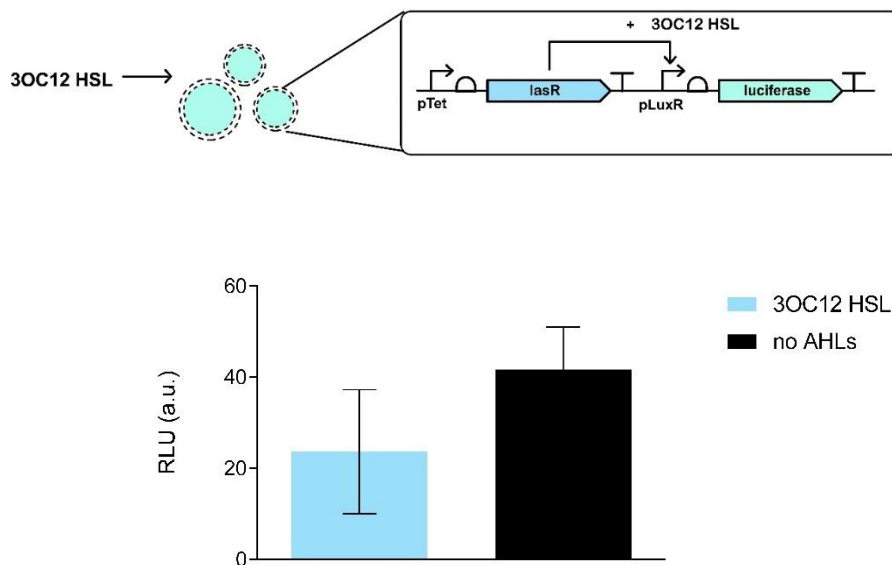 + 3OC12 HSL
3OC12 HSL
lasR
luciferase
pTet
pLuxR
60
40
20
0
RLU (a.u.)
3OC12 HSL
no AHLs